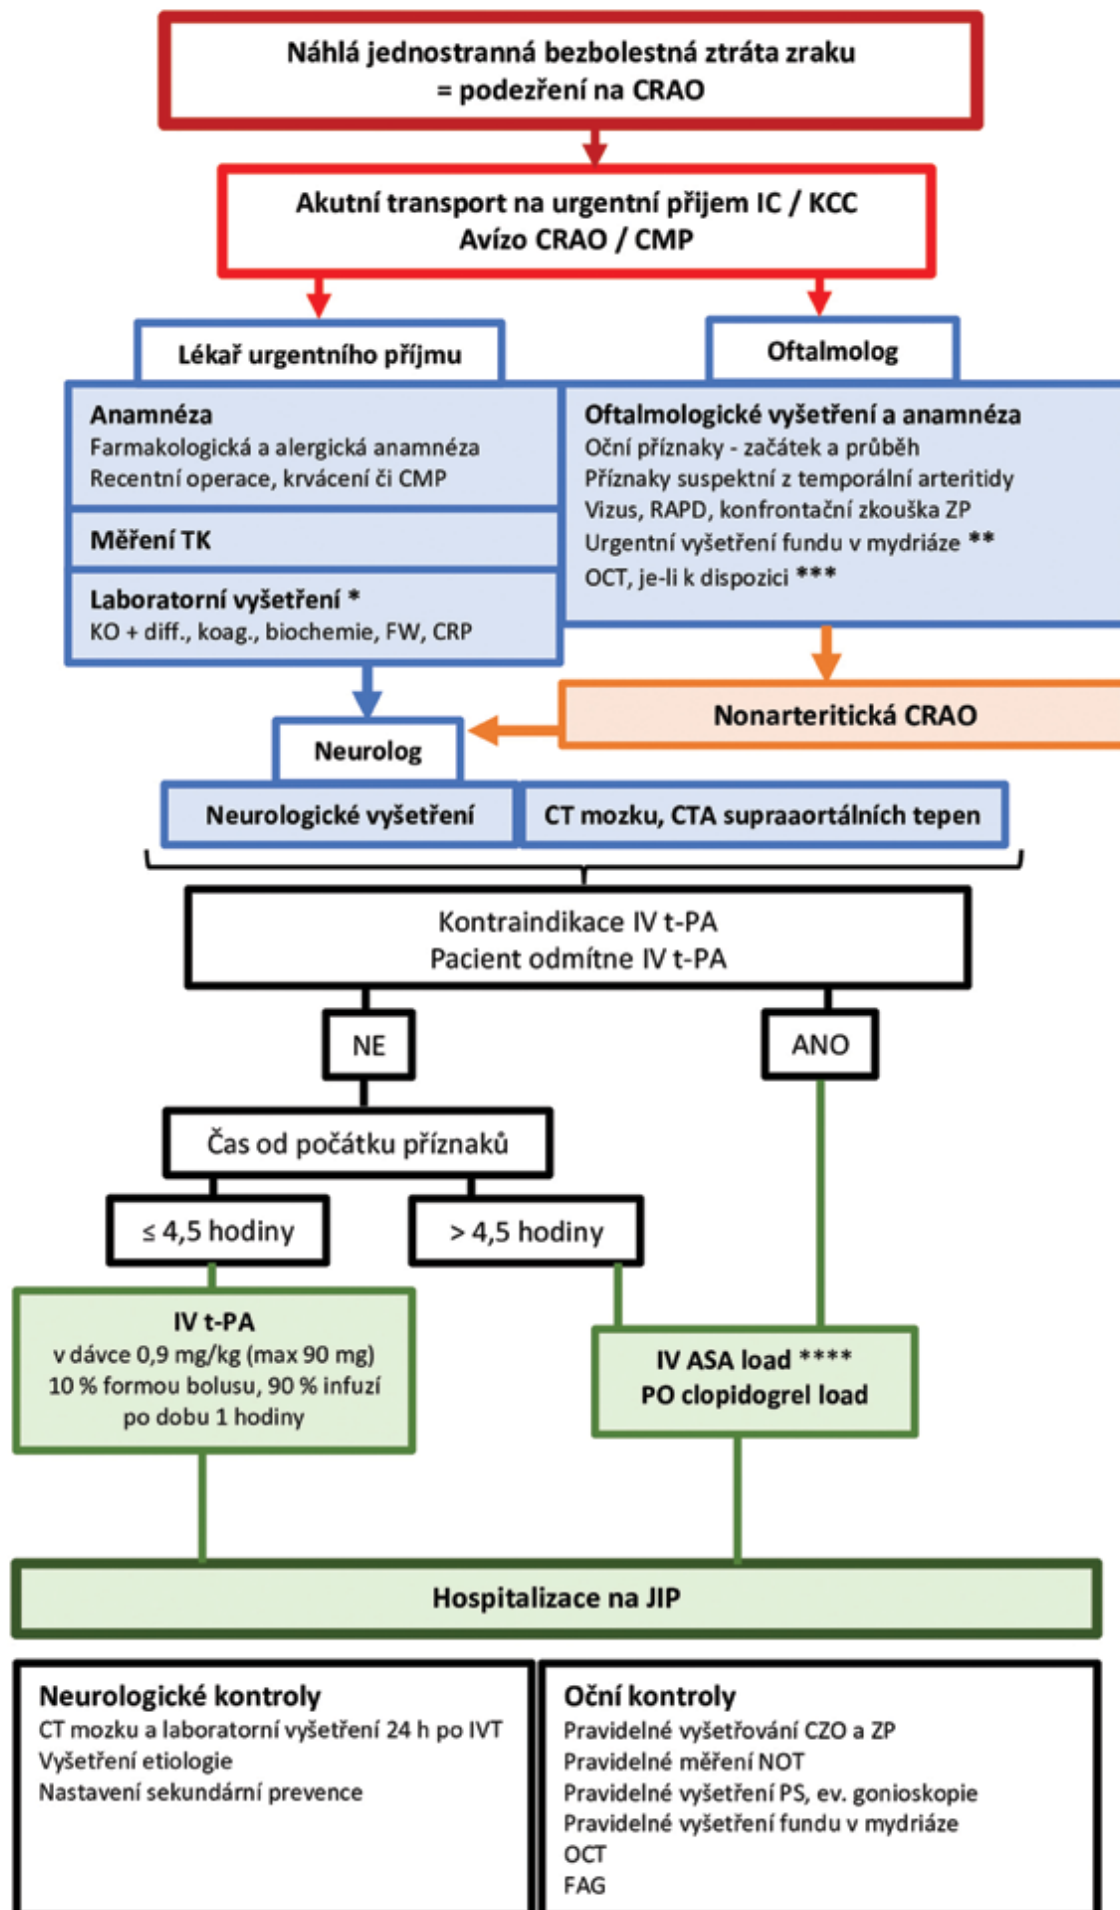 Náhlá jednostranná bezbolestná ztráta zraku
= podezření na CRAO
Akutní transport na urgentní přijem IC / KCC
Avízo CRAO / CMP
Lékař urgentního příjmu
Anamnéza
Farmakologická a alergická anamnéza
Recentní operace, krvácení či CMP
Měření TK
Laboratorní vyšetření *
KO + diff., koag., biochemie, FW, CRP
Oftalmolog
Oftalmologické vyšetření a anamnéza
Oční příznaky - začátek a průběh
Příznaky suspektní z temporální arteritidy
Vizus, RAPD, konfrontační zkouška ZP
Urgentní vyšetření fundu v mydriáze **
OCT, je-li k dispozici ***
Nonarteritická CRAO
Neurolog
Neurologické vyšetření
CT mozku, CTA supraaortálních tepen
Kontraindikace IV t-PA
Pacient odmítne IV t-PA
NE
ANO
Čas od počátku příznaků
≤ 4,5 hodiny
> 4,5 hodiny
IV t-PA
v dávce 0,9 mg/kg (max 90 mg)
10 % formou bolusu, 90 % infuzí
po dobu 1 hodiny
IV ASA load ****
PO clopidogrel load
Hospitalizace na JIP
Neurologické kontroly
CT mozku a laboratorní vyšetření 24 h po IVT
Vyšetření etiologie
Nastavení sekundární prevence
Oční kontroly
Pravidelné vyšetřování CZO a ZP
Pravidelné měření NOT
Pravidelné vyšetření PS, ev. gonioskopie
Pravidelné vyšetření fundu v mydriáze
OCT
FAG